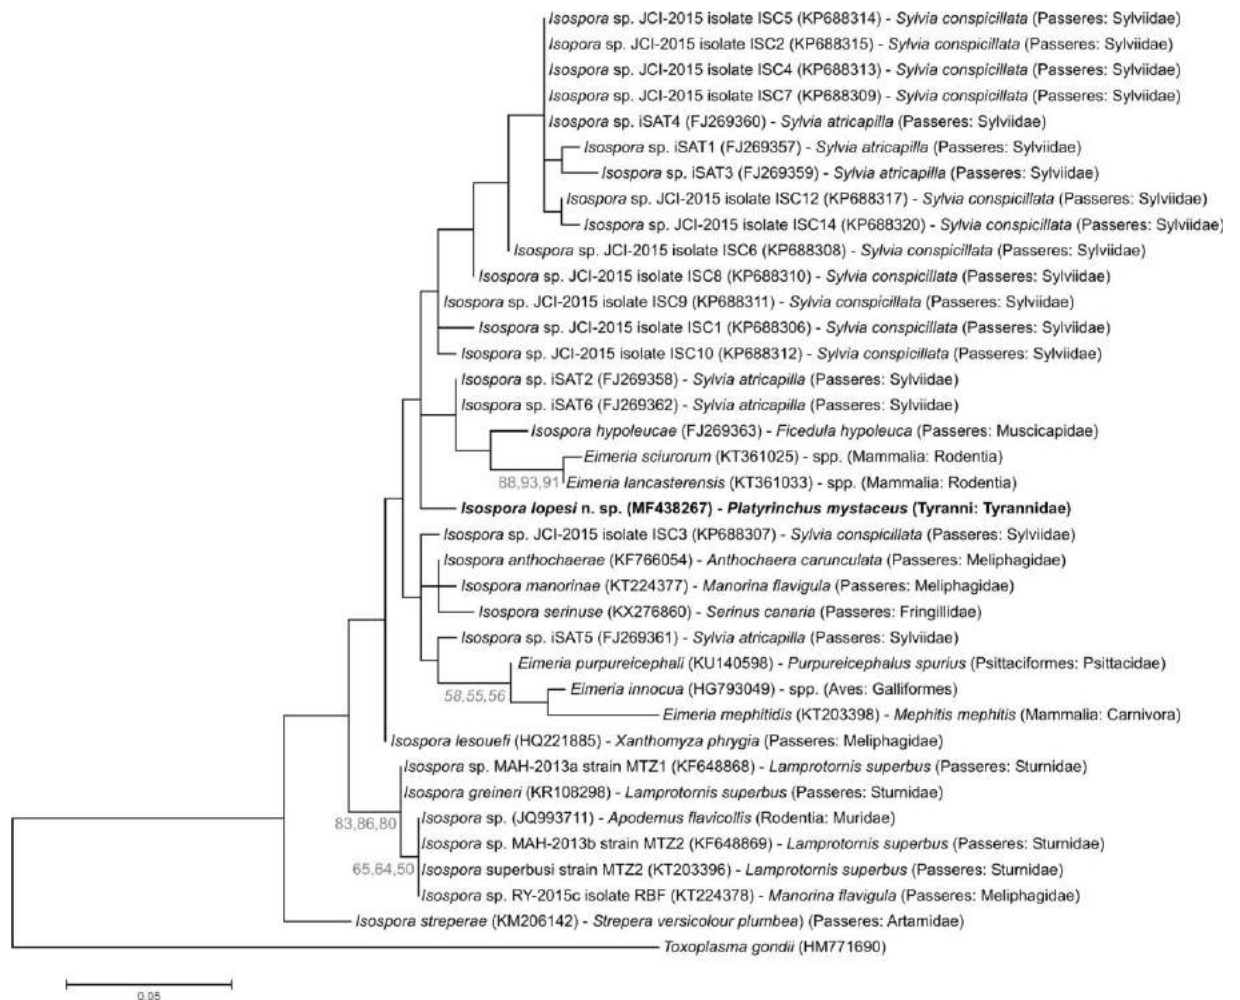 Isospora sp. JCI-2015 isolate ISC5 (KP688314) - Sylvia conspicillata (Passeres: Sylviidae)
Isopora sp. JCI-2015 isolate ISC2 (KP688315) - Sylvia conspicillata (Passeres: Sylviidae)
Isospora sp. JCI-2015 isolate ISC4 (KP688313) - Sylvia conspicillata (Passeres: Sylviidae)
Isospora sp. JCI-2015 isolate ISC7 (KP688309) - Sylvia conspicillata (Passeres: Sylviidae)
Isospora sp. iSAT4 (FJ269360) - Sylvia atricapilla (Passeres: Sylviidae)
Isospora sp. iSAT1 (FJ269357) - Sylvia atricapilla (Passeres: Sylviidae)
Isospora sp. iSAT3 (FJ269359) - Sylvia atricapilla (Passeres: Sylviidae)
Isospora sp. JCI-2015 isolate ISC12 (KP688317) - Sylvia conspicillata (Passeres: Sylviidae)
Isospora sp. JCI-2015 isolate ISC14 (KP688320) - Sylvia conspicillata (Passeres: Sylviidae)
Isospora sp. JCI-2015 isolate ISC6 (KP688308) - Sylvia conspicillata (Passeres: Sylviidae)
Isospora sp. JCI-2015 isolate ISC8 (KP688310) - Sylvia conspicillata (Passeres: Sylviidae)
Isospora sp. JCI-2015 isolate ISC9 (KP688311) - Sylvia conspicillata (Passeres: Sylviidae)
Isospora sp. JCI-2015 isolate ISC1 (KP688306) - Sylvia conspicillata (Passeres: Sylviidae)
Isospora sp. JCI-2015 isolate ISC10 (KP688312) - Sylvia conspicillata (Passeres: Sylviidae)
Isospora sp. iSAT2 (FJ269358) - Sylvia atricapilla (Passeres: Sylviidae)
Isospora sp. iSAT6 (FJ269362) - Sylvia atricapilla (Passeres: Sylviidae)
Isospora hypoleucae (FJ269363) - Ficedula hypoleuca (Passeres: Muscicapidae)
Eimeria sciurorum (KT361025) - spp. (Mammalia: Rodentia)
88,93,91 Eimeria lancasterensis (KT361033) - spp. (Mammalia: Rodentia)
Isospora lopesi n. sp. (MF438267) - Platyrinchus mystaceus (Tyranni: Tyrannidae)
Isospora sp. JCI-2015 isolate ISC3 (KP688307) - Sylvia conspicillata (Passeres: Sylviidae)
Isospora anthochaerae (KF766054) - Anthochaera carunculata (Passeres: Meliphagidae)
Isospora manorinae (KT224377) - Manorina flavigula (Passeres: Meliphagidae)
Isospora serinuse (KX276860) - Serinus canaria (Passeres: Fringillidae)
Isospora sp. iSAT5 (FJ269361) - Sylvia atricapilla (Passeres: Sylviidae)
Eimeria purpureicephali (KU140598) - Purpureicephalus spurius (Psittaciformes: Psittacidae)
58,55,56 Eimeria innocua (HG793049) - spp. (Aves: Galliformes)
Eimeria mephitidis (KT203398) - Mephitis mephitis (Mammalia: Carnivora)
Isospora lesouefi (HQ221885) - Xanthomyza phrygia (Passeres: Meliphagidae)
Isospora sp. MAH-2013a strain MTZ1 (KF648868) - Lamprotornis superbus (Passeres: Sturnidae)
Isospora greineri (KR108298) - Lamprotornis superbus (Passeres: Sturnidae)
83,86,80 Isospora sp. (JQ993711) - Apodemus flavicollis (Rodentia: Muridae)
Isospora sp. MAH-2013b strain MTZ2 (KF648869) - Lamprotornis superbus (Passeres: Sturnidae)
65,64,50 Isospora superbusi strain MTZ2 (KT203396) - Lamprotornis superbus (Passeres: Sturnidae)
Isospora sp. RY-2015c isolate RBF (KT224378) - Manorina flavigula (Passeres: Meliphagidae)
Isospora streperae (KM206142) - Strepera versicolour plumbea) (Passeres: Artamidae)
Toxoplasma gondii (HM771690)
0.05